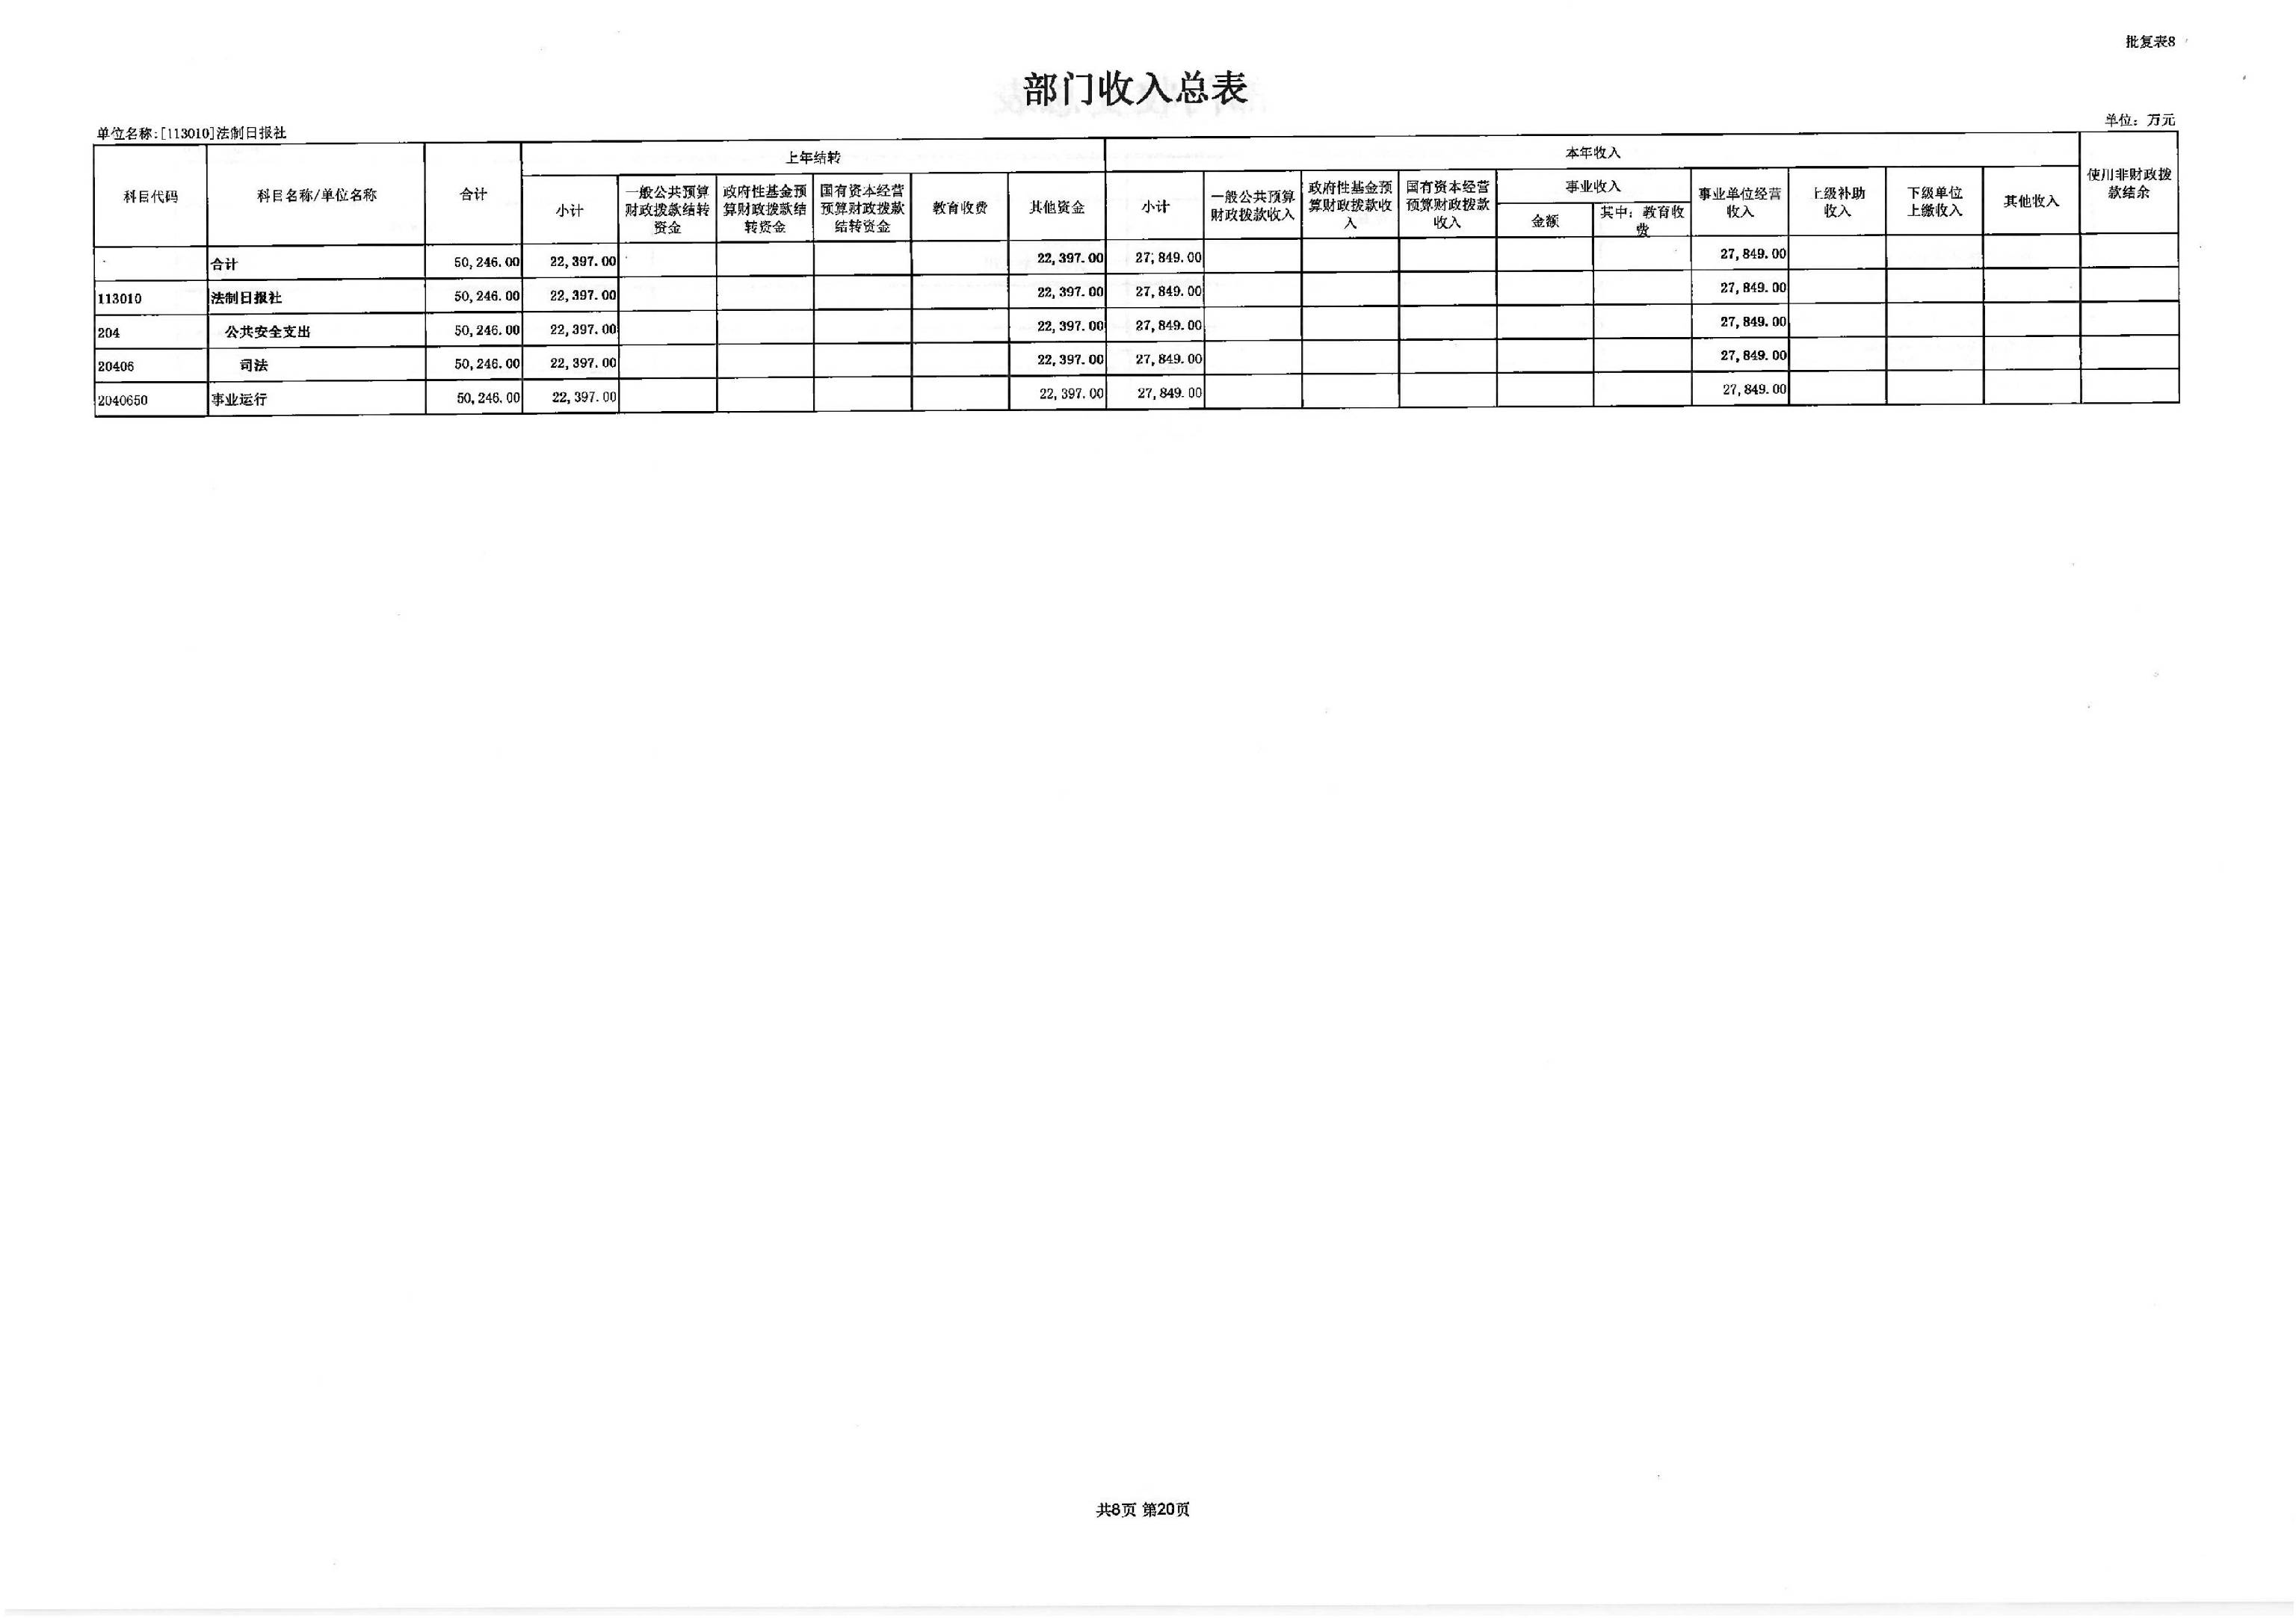 批复表8
部门收入总表
单位名称:[113010]法制日报社
单位：万元
科目代码 科目名称/单位名称 合计 上年结转 本年收入 使用非财政拨款结余
小计 一般公共预算财政拨款结转资金 政府性基金预算财政拨款结转资金 国有资本经营预算财政拨款结转资金 教育收费 其他资金 小计 一般公共预算财政拨款收入 政府性基金预算财政拨款收入 国有资本经营预算财政拨款收入 事业收入 事业单位经营收入 上级补助收入 下级单位上缴收入 其他收入
金额 其中：教育收费
合计 50,246.00 22,397.00 22,397.00 27,849.00 27,849.00
113010 法制日报社 50,246.00 22,397.00 22,397.00 27,849.00 27,849.00
204 公共安全支出 50,246.00 22,397.00 22,397.00 27,849.00 27,849.00
20406 司法 50,246.00 22,397.00 22,397.00 27,849.00 27,849.00
2040650 事业运行 50,246.00 22,397.00 22,397.00 27,849.00 27,849.00
共8页 第20页